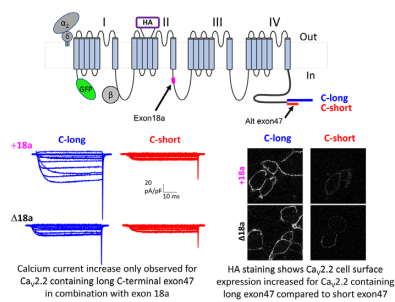 α2
δ
HA
I
II
III
IV
Out
In
GFP
β
Exon18a
C-long
C-short
Alt exon47
C-long
C-short
+18a
20
pA/pF
10 ms
Δ18a
C-long
C-short
+18a
Δ18a
Calcium current increase only observed for
CaV2.2 containing long C-terminal exon47
in combination with exon 18a
HA staining shows CaV2.2 cell surface
expression increased for CaV2.2 containing
long exon47 compared to short exon47